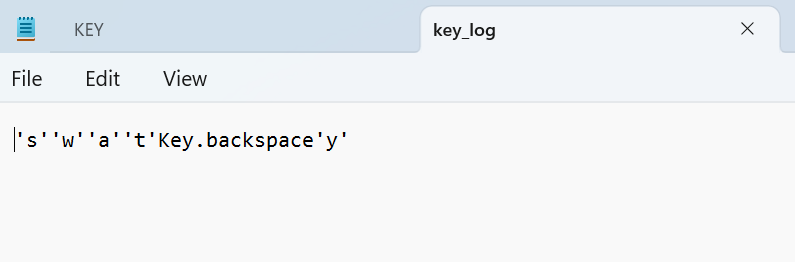 KEY key_log
File Edit View
's''w''a''t'Key.backspace'y'